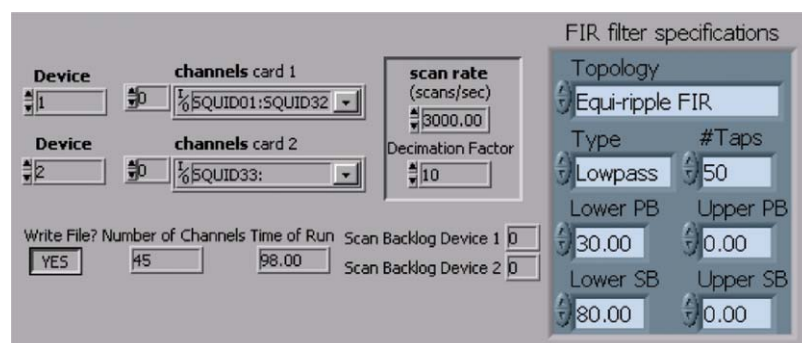 FIR filter specifications
Device
channels card 1
scan rate
(scans/sec)
Topology
1
0
SQUID01:SQUID32
3000.00
Equi-ripple FIR
Device
channels card 2
Decimation Factor
Type
#Taps
2
0
SQUID33:
10
Lowpass
50
Lower PB
Upper PB
Write File?
Number of Channels
Time of Run
Scan Backlog Device 1
0
30.00
0.00
YES
45
98.00
Scan Backlog Device 2
0
Lower SB
Upper SB
80.00
0.00